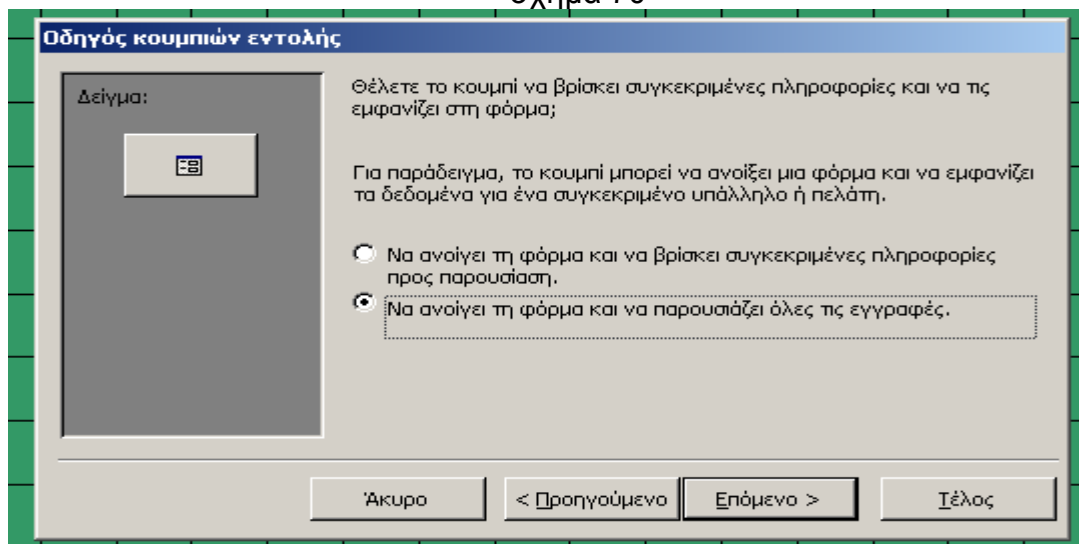 Οδηγός κουμπιών εντολής
Δείγμα:
Θέλετε το κουμπί να βρίσκει συγκεκριμένες πληροφορίες και να τις
εμφανίζει στη φόρμα;
Για παράδειγμα, το κουμπί μπορεί να ανοίξει μια φόρμα και να εμφανίζει
τα δεδομένα για ένα συγκεκριμένο υπάλληλο ή πελάτη.
Να ανοίγει τη φόρμα και να βρίσκει συγκεκριμένες πληροφορίες
προς παρουσίαση.
Να ανοίγει τη φόρμα και να παρουσιάζει όλες τις εγγραφές.
Άκυρο
< Προηγούμενο
Επόμενο >
Τέλος